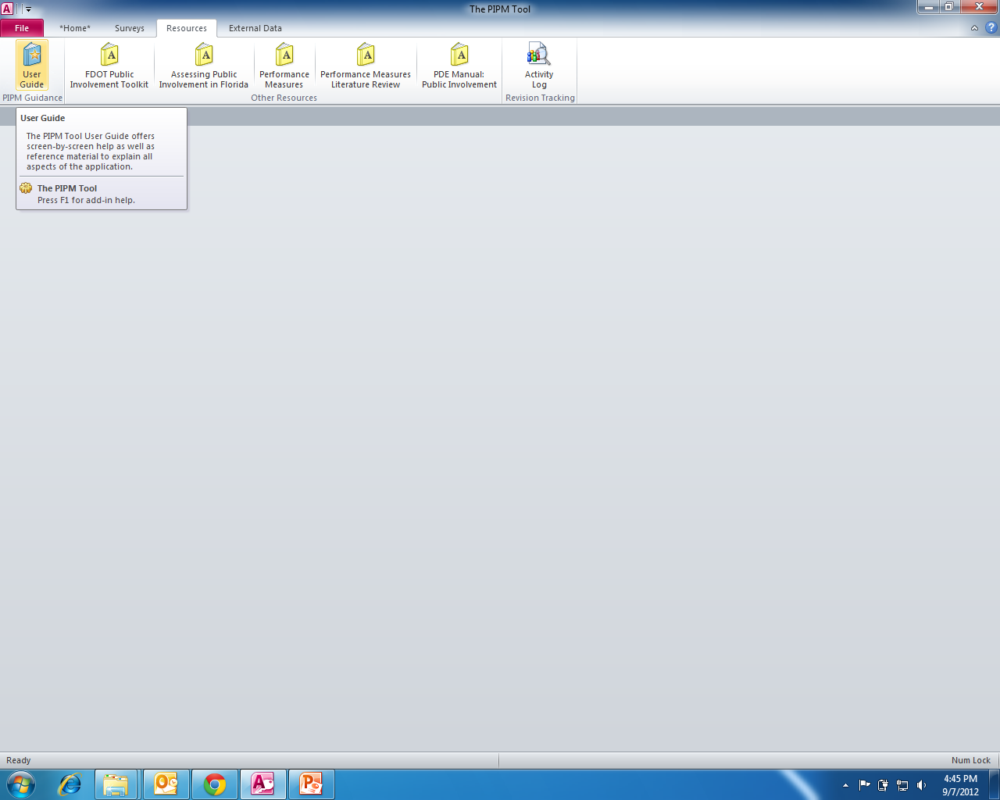 The PIPM Tool
File *Home* Surveys Resources External Data
User
Guide
FDOT Public
Involvement Toolkit
Assessing Public
Involvement in Florida
Performance
Measures
Performance Measures
Literature Review
PDE Manual:
Public Involvement
Activity
Log
PIPM Guidance Other Resources Revision Tracking
User Guide
The PIPM Tool User Guide offers
screen-by-screen help as well as
reference material to explain all
aspects of the application.
The PIPM Tool
Press F1 for add-in help.
Ready Num Lock
4:45 PM
9/7/2012